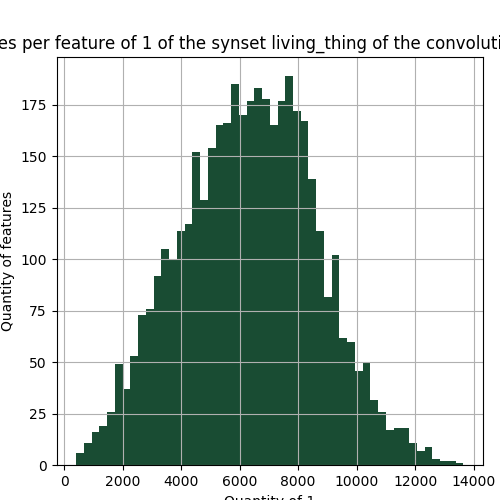 es per feature of 1 of the synset living_thing of the convoluti
Quantity of features
175
150
125
100
75
50
25
0
0 2000 4000 6000 8000 10000 12000 14000
Quantity of 1